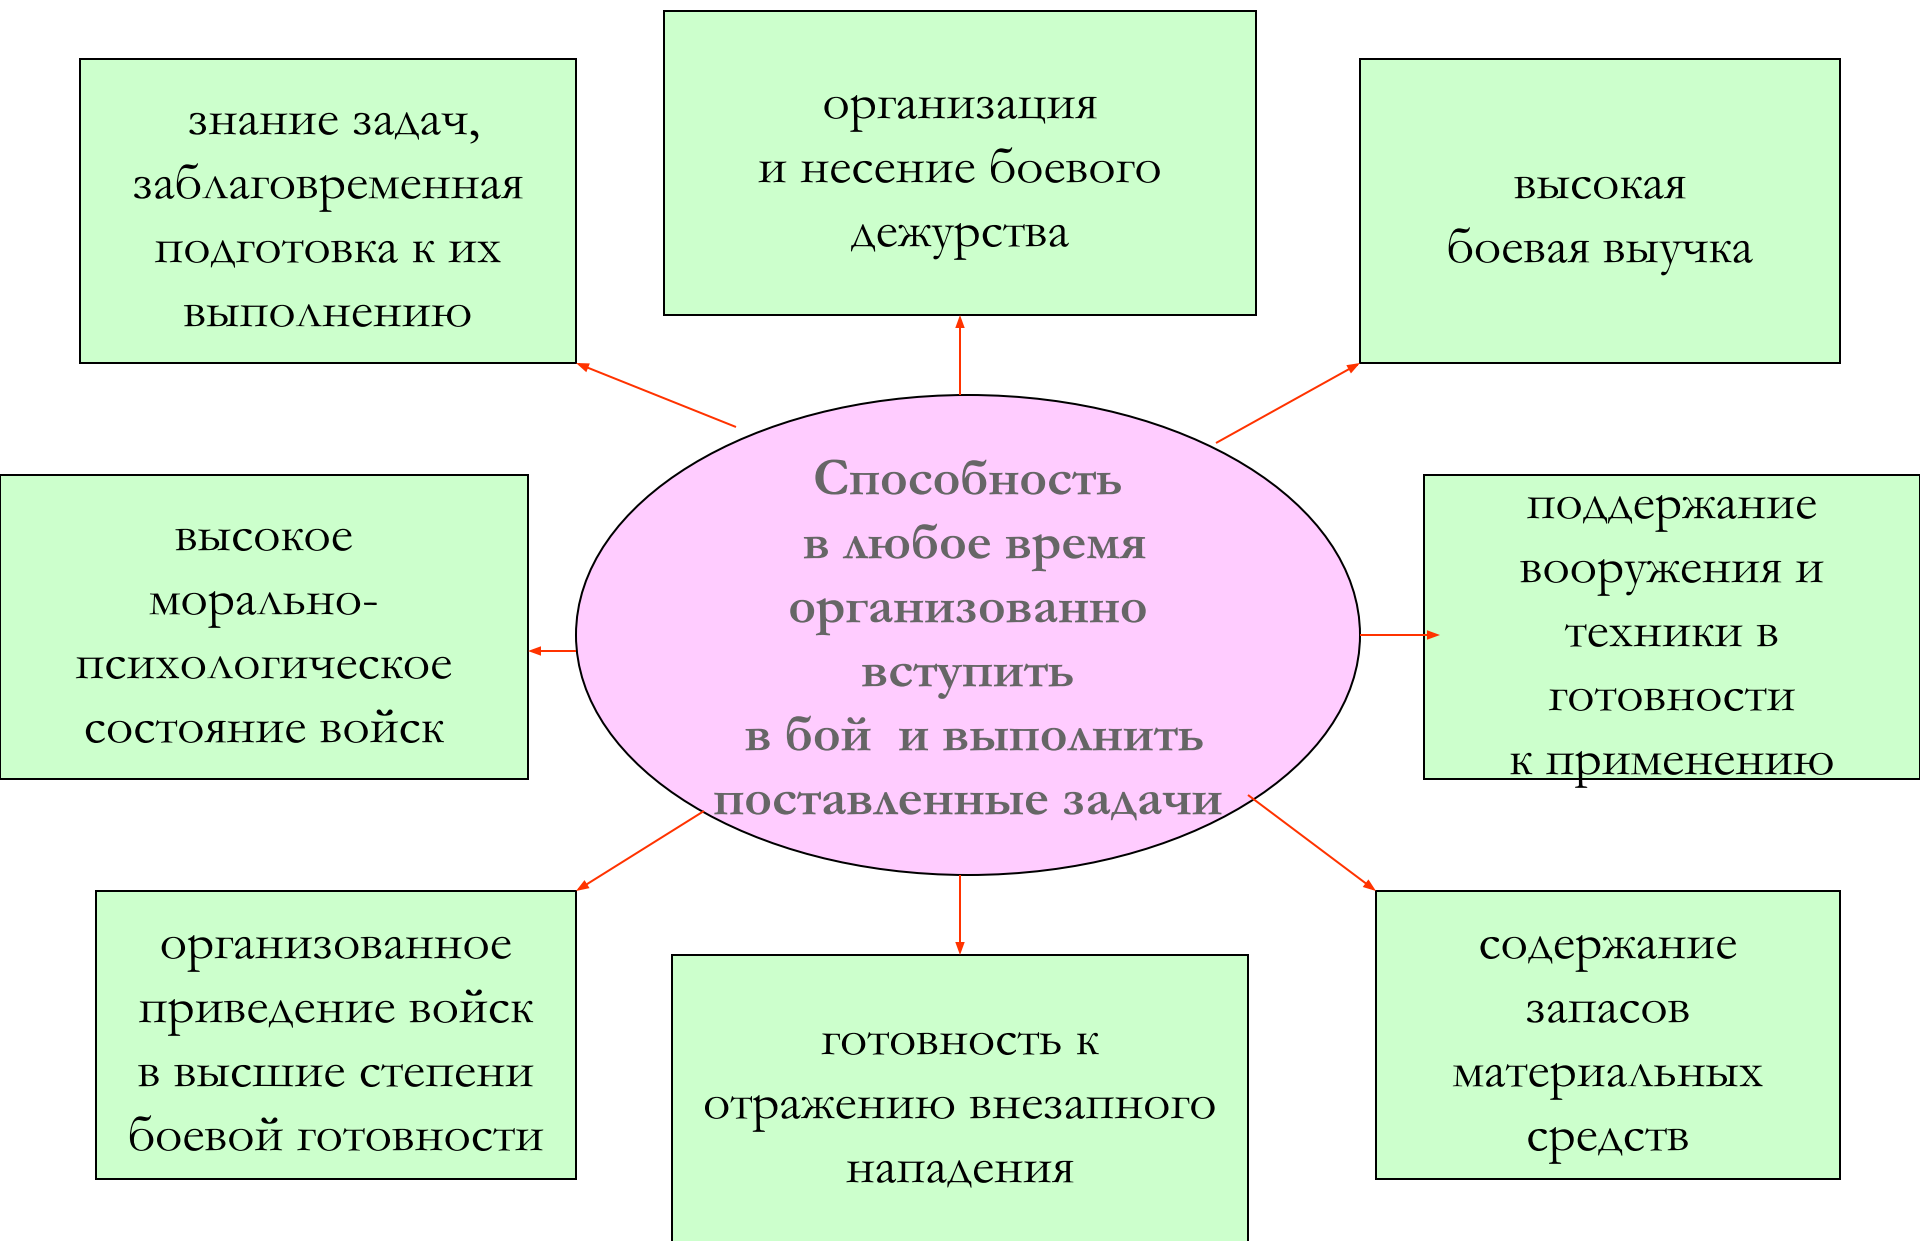 знание задач,
заблаговременная
подготовка к их
выполнению
организация
и несение боевого
дежурства
высокая
боевая выучка
высокое
морально-
психологическое
состояние войск
Способность
в любое время
организованно
вступить
в бой и выполнить
поставленные задачи
поддержание
вооружения и
техники в
готовности
к применению
организованное
приведение войск
в высшие степени
боевой готовности
готовность к
отражению внезапного
нападения
содержание
запасов
материальных
средств